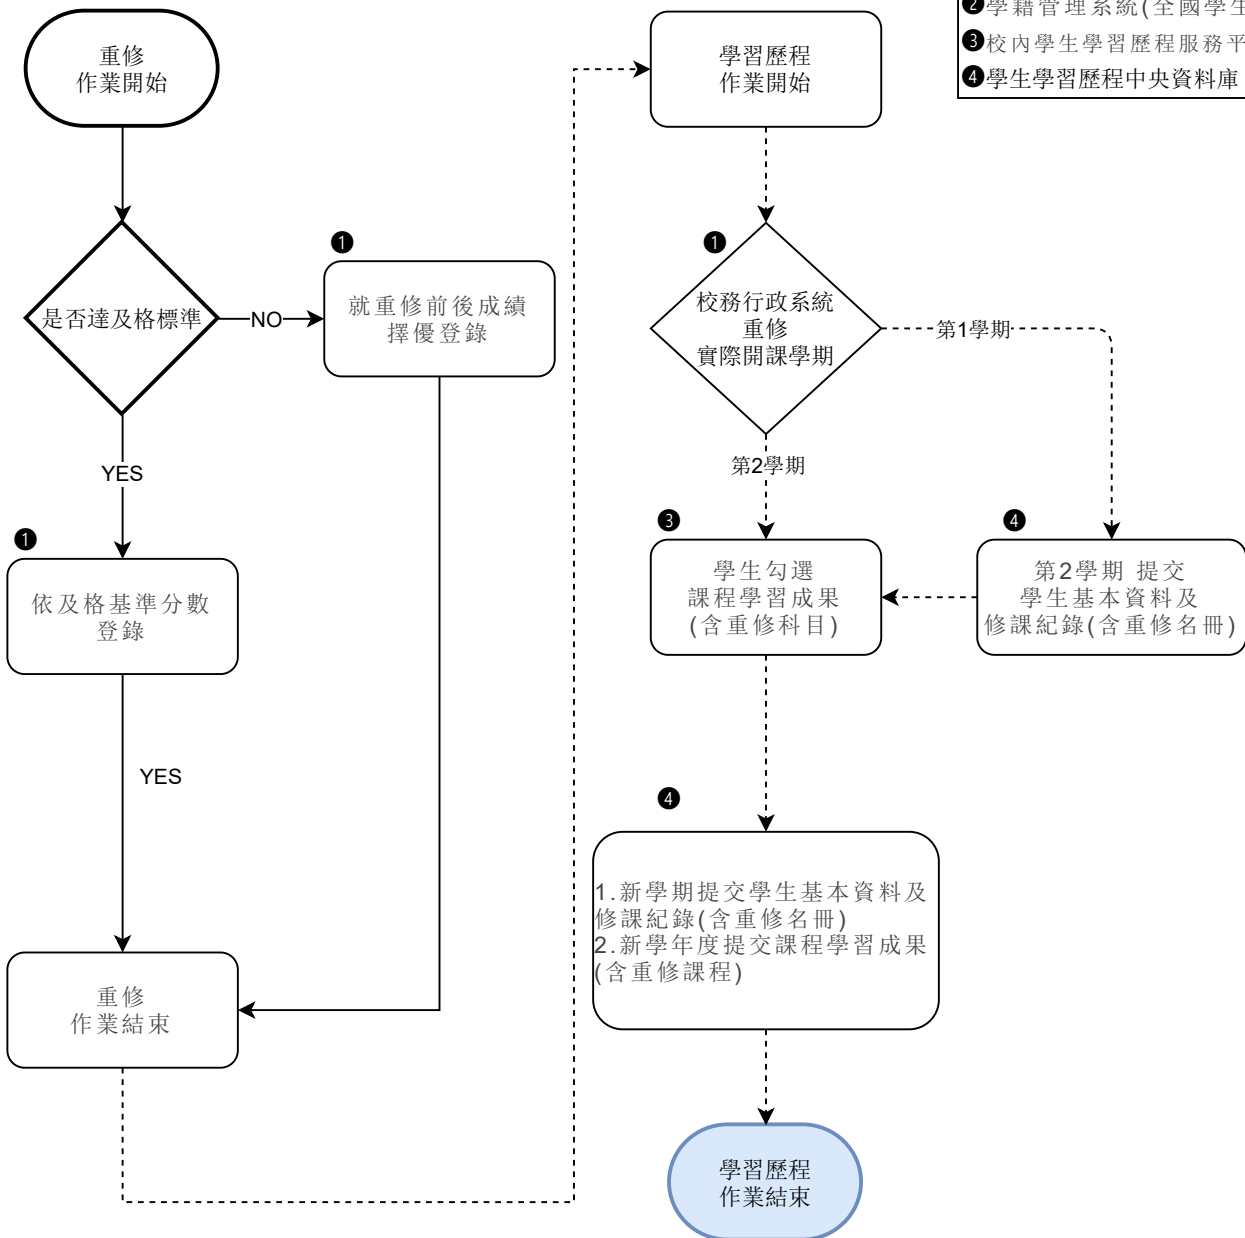 ❷學籍管理系統(全國學生
❸校內學生學習歷程服務平
❹學生學習歷程中央資料庫
重修
作業開始
是否達及格標準
NO
❶
就重修前後成績
擇優登錄
YES
❶
依及格基準分數
登錄
YES
重修
作業結束
學習歷程
作業開始
❶
校務行政系統
重修
實際開課學期
第1學期
第2學期
❸
學生勾選
課程學習成果
(含重修科目)
❹
第2學期 提交
學生基本資料及
修課紀錄(含重修名冊)
❹
1.新學期提交學生基本資料及
修課紀錄(含重修名冊)
2.新學年度提交課程學習成果
(含重修課程)
學習歷程
作業結束